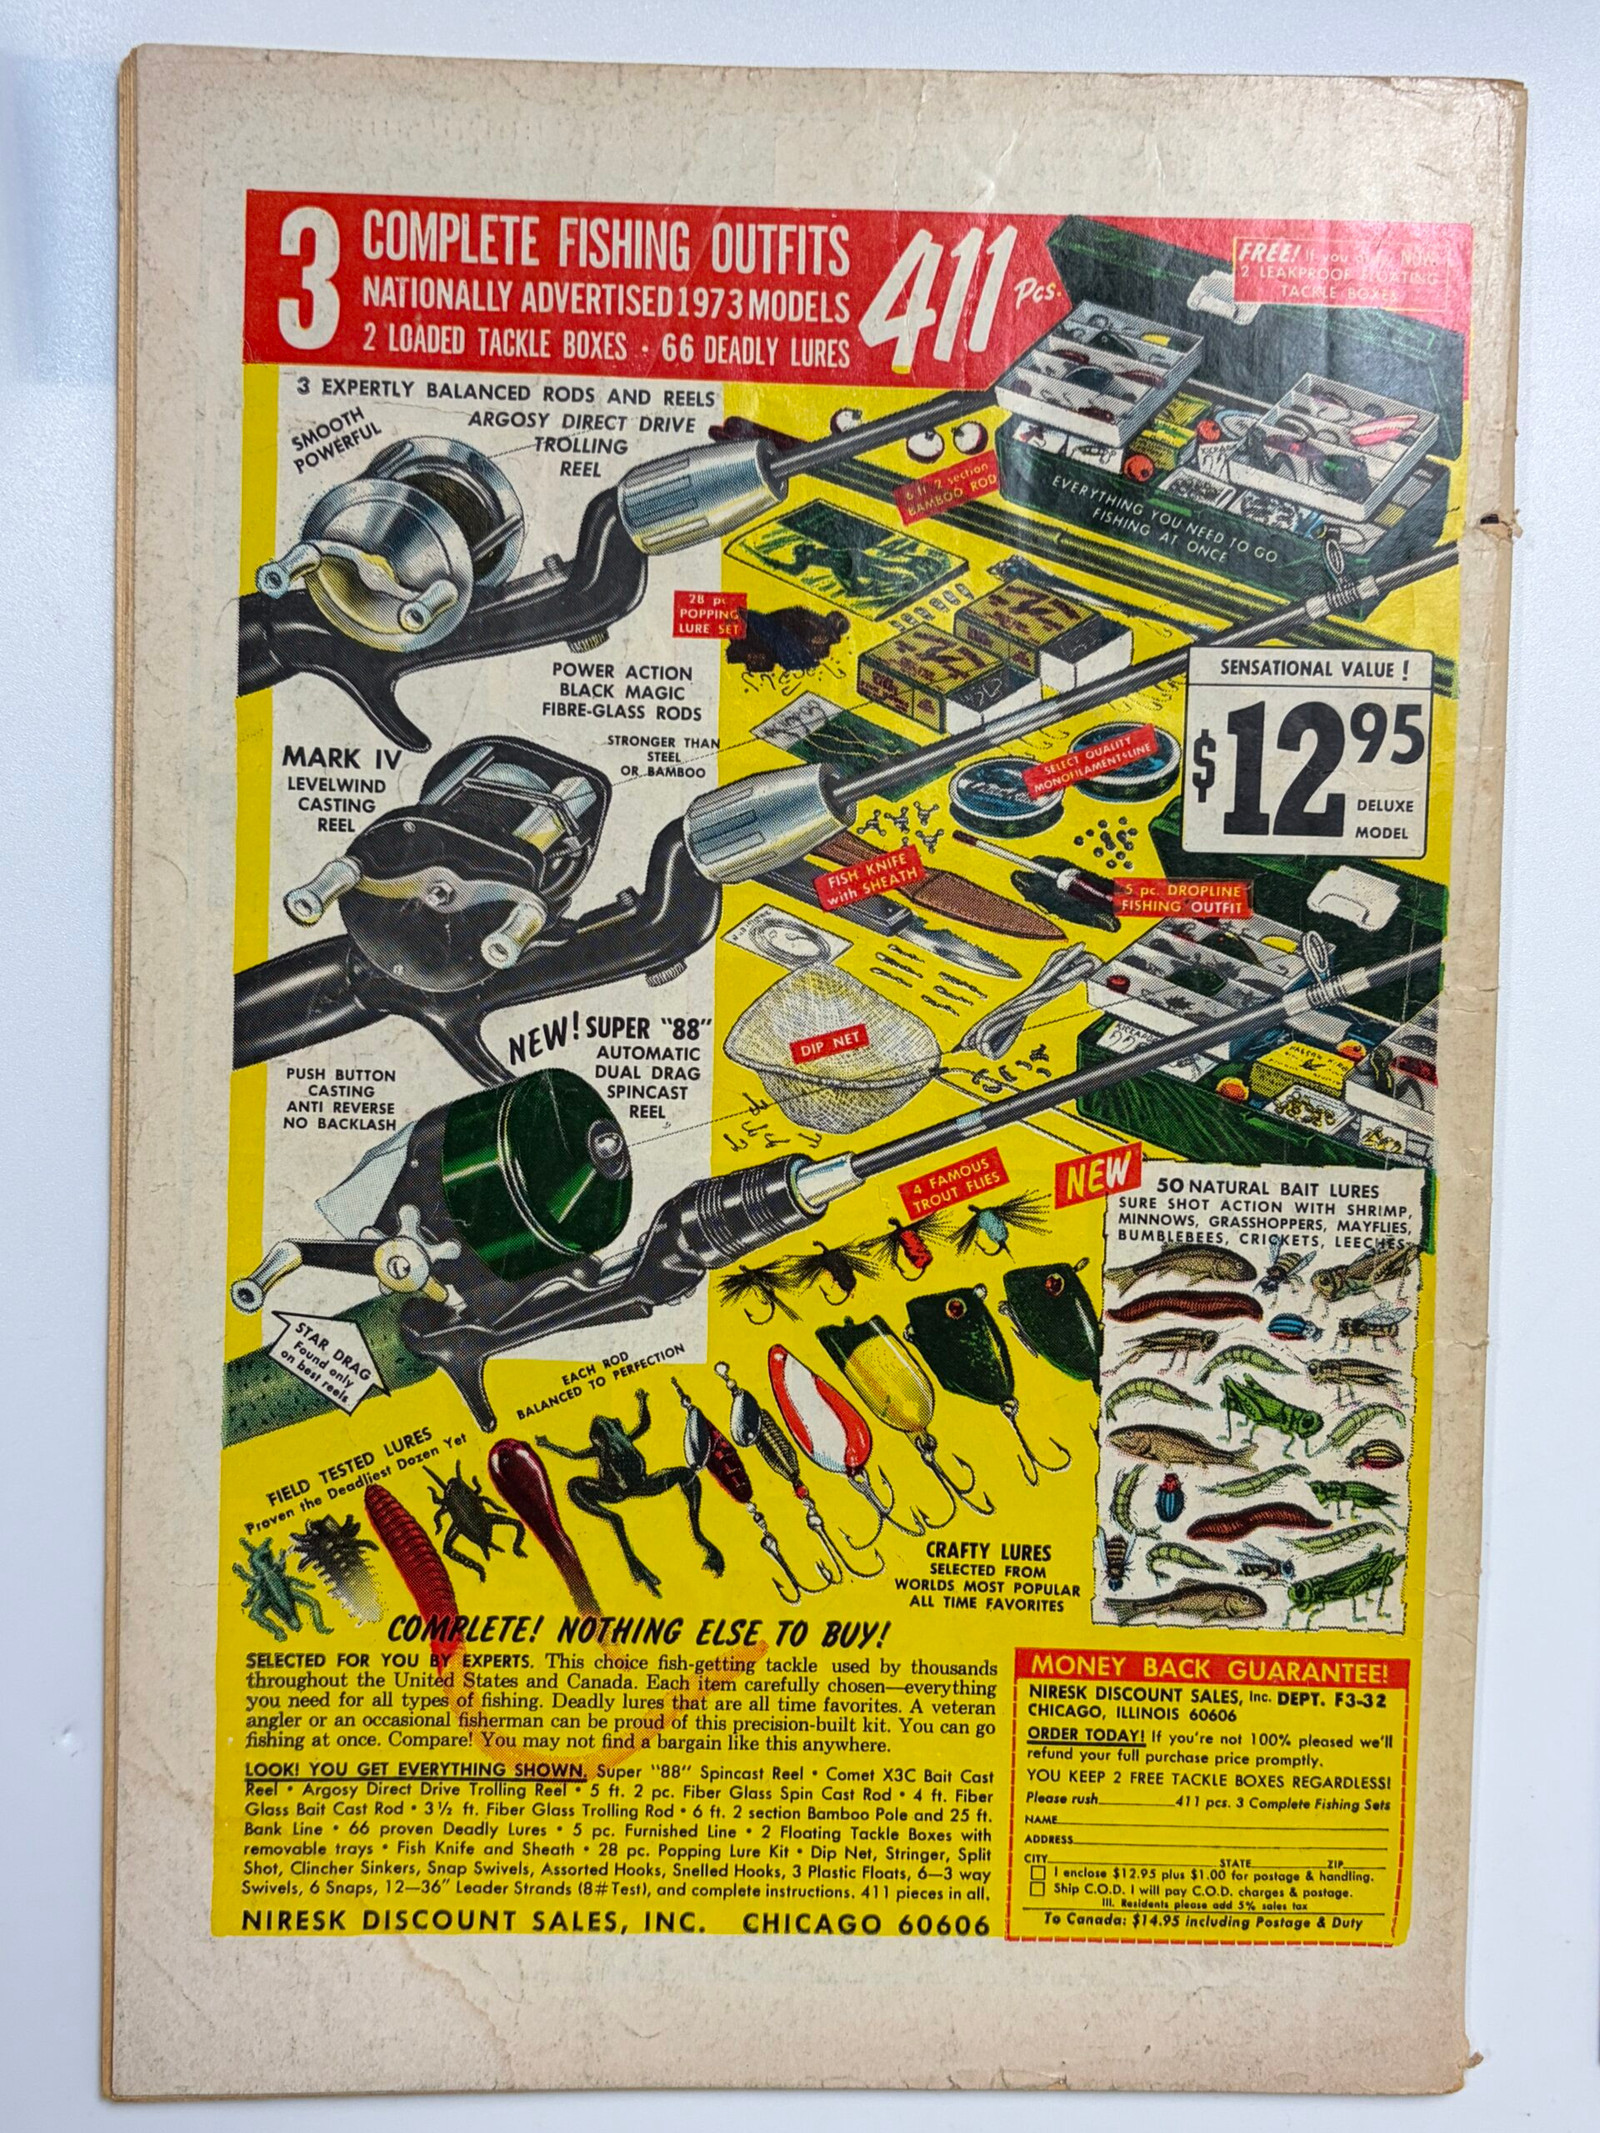 3
COMPLETE FISHING OUTFITS
NATIONALLY ADVERTISED 1973 MODELS
2 LOADED TACKLE BOXES · 66 DEADLY LURES
411 Pcs.
FREE! If you NOW
2 LEAKPROOF FLOATING
TACKLE BOXES
3 EXPERTLY BALANCED RODS AND REELS
SMOOTH
POWERFUL
ARGOSY DIRECT DRIVE
TROLLING
REEL
6 ft. 2 section
BAMBOO ROD
EVERYTHING YOU NEED TO GO
FISHING AT ONCE
28 pc.
POPPING
LURE SET
POWER ACTION
BLACK MAGIC
FIBRE-GLASS RODS
STRONGER THAN
STEEL
OR BAMBOO
SENSATIONAL VALUE !
$12 95
DELUXE
MODEL
MARK IV
LEVELWIND
CASTING
REEL
SELECT QUALITY
MONOFILAMENT LINE
FISH KNIFE
with SHEATH
5 pc. DROPLINE
FISHING OUTFIT
DIP NET
NEW! SUPER "88"
AUTOMATIC
DUAL DRAG
SPINCAST
REEL
PUSH BUTTON
CASTING
ANTI REVERSE
NO BACKLASH
4 FAMOUS
TROUT FLIES
NEW
50 NATURAL BAIT LURES
SURE SHOT ACTION WITH SHRIMP,
MINNOWS, GRASSHOPPERS, MAYFLIES,
BUMBLEBEES, CRICKETS, LEECHES.
STAR DRAG
Found only
on best reels
EACH ROD
BALANCED TO PERFECTION
FIELD TESTED LURES
Proven the Deadliest Dozen Yet
CRAFTY LURES
SELECTED FROM
WORLDS MOST POPULAR
ALL TIME FAVORITES
COMPLETE! NOTHING ELSE TO BUY!
SELECTED FOR YOU BY EXPERTS. This choice fish-getting tackle used by thousands
throughout the United States and Canada. Each item carefully chosen—everything
you need for all types of fishing. Deadly lures that are all time favorites. A veteran
angler or an occasional fisherman can be proud of this precision-built kit. You can go
fishing at once. Compare! You may not find a bargain like this anywhere.
LOOK! YOU GET EVERYTHING SHOWN. Super "88" Spincast Reel • Comet X3C Bait Cast
Reel • Argosy Direct Drive Trolling Reel • 5 ft. 2 pc. Fiber Glass Spin Cast Rod • 4 ft. Fiber
Glass Bait Cast Rod • 3½ ft. Fiber Glass Trolling Rod • 6 ft. 2 section Bamboo Pole and 25 ft.
Bank Line • 66 proven Deadly Lures • 5 pc. Furnished Line • 2 Floating Tackle Boxes with
removable trays • Fish Knife and Sheath • 28 pc. Popping Lure Kit • Dip Net, Stringer, Split
Shot, Clincher Sinkers, Snap Swivels, Assorted Hooks, Snelled Hooks, 3 Plastic Floats, 6—3 way
Swivels, 6 Snaps, 12—36" Leader Strands (8# Test), and complete instructions. 411 pieces in all.
NIRESK DISCOUNT SALES, INC. CHICAGO 60606
MONEY BACK GUARANTEE!
NIRESK DISCOUNT SALES, Inc. DEPT. F3-32
CHICAGO, ILLINOIS 60606
ORDER TODAY! If you're not 100% pleased we'll
refund your full purchase price promptly.
YOU KEEP 2 FREE TACKLE BOXES REGARDLESS!
Please rush 411 pcs. 3 Complete Fishing Sets
NAME
ADDRESS
CITY STATE ZIP
I enclose $12.95 plus $1.00 for postage & handling.
Ship C.O.D. I will pay C.O.D. charges & postage.
Ill. Residents please add 5% sales tax
To Canada: $14.95 including Postage & Duty